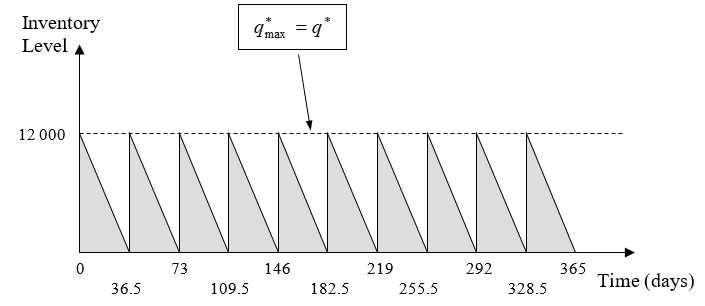 Inventory
Level
q*max = q*
12 000
0 73 146 219 292 365
36.5 109.5 182.5 255.5 328.5
Time (days)